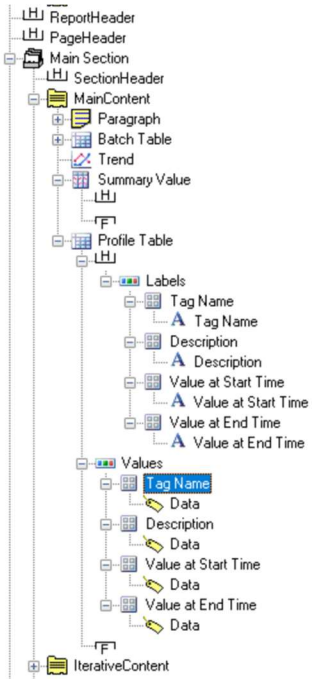 H ReportHeader
H PageHeader
Main Section
H SectionHeader
MainContent
Paragraph
Batch Table
Trend
Summary Value
H
F
Profile Table
H
Labels
Tag Name
A Tag Name
Description
A Description
Value at Start Time
A Value at Start Time
Value at End Time
A Value at End Time
Values
Tag Name
Data
Description
Data
Value at Start Time
Data
Value at End Time
Data
F
IterativeContent